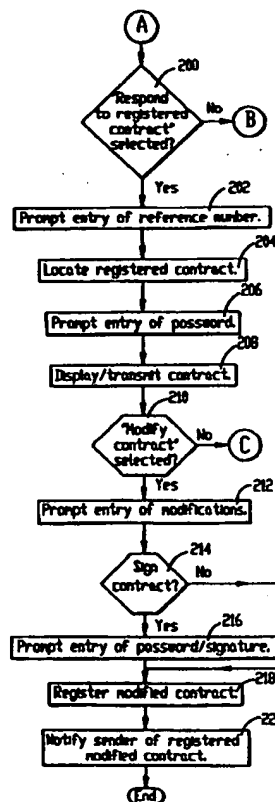 A
200
"Respond
to registered
contract"
selected?
No
B
Yes
202
Prompt entry of reference number.
204
Locate registered contract.
206
Prompt entry of password.
208
Display/transmit contract.
210
"Modify
contract"
selected?
No
C
Yes
212
Prompt entry of modifications.
214
Sign
contract?
No
Yes
216
Prompt entry of password/signature.
218
Register modified contract.
22
Notify sender of registered
modified contract.
End